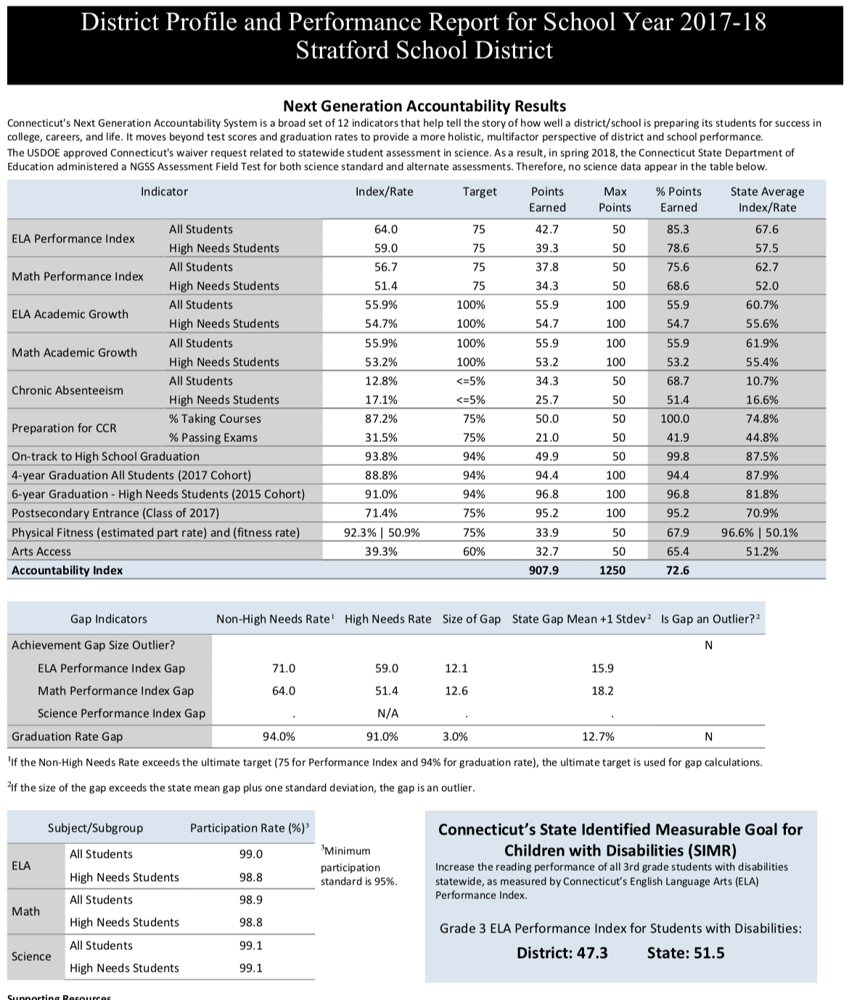 District Profile and Performance Report for School Year 2017-18
Stratford School District
Next Generation Accountability Results
Connecticut's Next Generation Accountability System is a broad set of 12 indicators that help tell the story of how well a district/school is preparing its students for success in
college, careers, and life. It moves beyond test scores and graduation rates to provide a more holistic, multifactor perspective of district and school performance.
The USDOE approved Connecticut's waiver request related to statewide student assessment in science. As a result, in spring 2018, the Connecticut State Department of
Education administered a NGSS Assessment Field Test for both science standard and alternate assessments. Therefore, no science data appear in the table below.
Indicator Index/Rate Target Points Earned Max Points % Points Earned State Average Index/Rate
ELA Performance Index All Students 64.0 75 42.7 50 85.3 67.6
High Needs Students 59.0 75 39.3 50 78.6 57.5
Math Performance Index All Students 56.7 75 37.8 50 75.6 62.7
High Needs Students 51.4 75 34.3 50 68.6 52.0
ELA Academic Growth All Students 55.9% 100% 55.9 100 55.9 60.7%
High Needs Students 54.7% 100% 54.7 100 54.7 55.6%
Math Academic Growth All Students 55.9% 100% 55.9 100 55.9 61.9%
High Needs Students 53.2% 100% 53.2 100 53.2 55.4%
Chronic Absenteeism All Students 12.8% <=5% 34.3 50 68.7 10.7%
High Needs Students 17.1% <=5% 25.7 50 51.4 16.6%
Preparation for CCR % Taking Courses 87.2% 75% 50.0 50 100.0 74.8%
% Passing Exams 31.5% 75% 21.0 50 41.9 44.8%
On-track to High School Graduation 93.8% 94% 49.9 50 99.8 87.5%
4-year Graduation All Students (2017 Cohort) 88.8% 94% 94.4 100 94.4 87.9%
6-year Graduation - High Needs Students (2015 Cohort) 91.0% 94% 96.8 100 96.8 81.8%
Postsecondary Entrance (Class of 2017) 71.4% 75% 95.2 100 95.2 70.9%
Physical Fitness (estimated part rate) and (fitness rate) 92.3% | 50.9% 75% 33.9 50 67.9 96.6% | 50.1%
Arts Access 39.3% 60% 32.7 50 65.4 51.2%
Accountability Index 907.9 1250 72.6
Gap Indicators Non-High Needs Rate¹ High Needs Rate Size of Gap State Gap Mean +1 Stdev² Is Gap an Outlier?²
Achievement Gap Size Outlier? N
ELA Performance Index Gap 71.0 59.0 12.1 15.9
Math Performance Index Gap 64.0 51.4 12.6 18.2
Science Performance Index Gap . N/A . .
Graduation Rate Gap 94.0% 91.0% 3.0% 12.7% N
¹If the Non-High Needs Rate exceeds the ultimate target (75 for Performance Index and 94% for graduation rate), the ultimate target is used for gap calculations.
²If the size of the gap exceeds the state mean gap plus one standard deviation, the gap is an outlier.
Subject/Subgroup Participation Rate (%)³
ELA All Students 99.0
High Needs Students 98.8
Math All Students 98.9
High Needs Students 98.8
Science All Students 99.1
High Needs Students 99.1
³Minimum
participation
standard is 95%.
Connecticut’s State Identified Measurable Goal for
Children with Disabilities (SIMR)
Increase the reading performance of all 3rd grade students with disabilities
statewide, as measured by Connecticut’s English Language Arts (ELA)
Performance Index.
Grade 3 ELA Performance Index for Students with Disabilities:
District: 47.3 State: 51.5
Supporting Resources